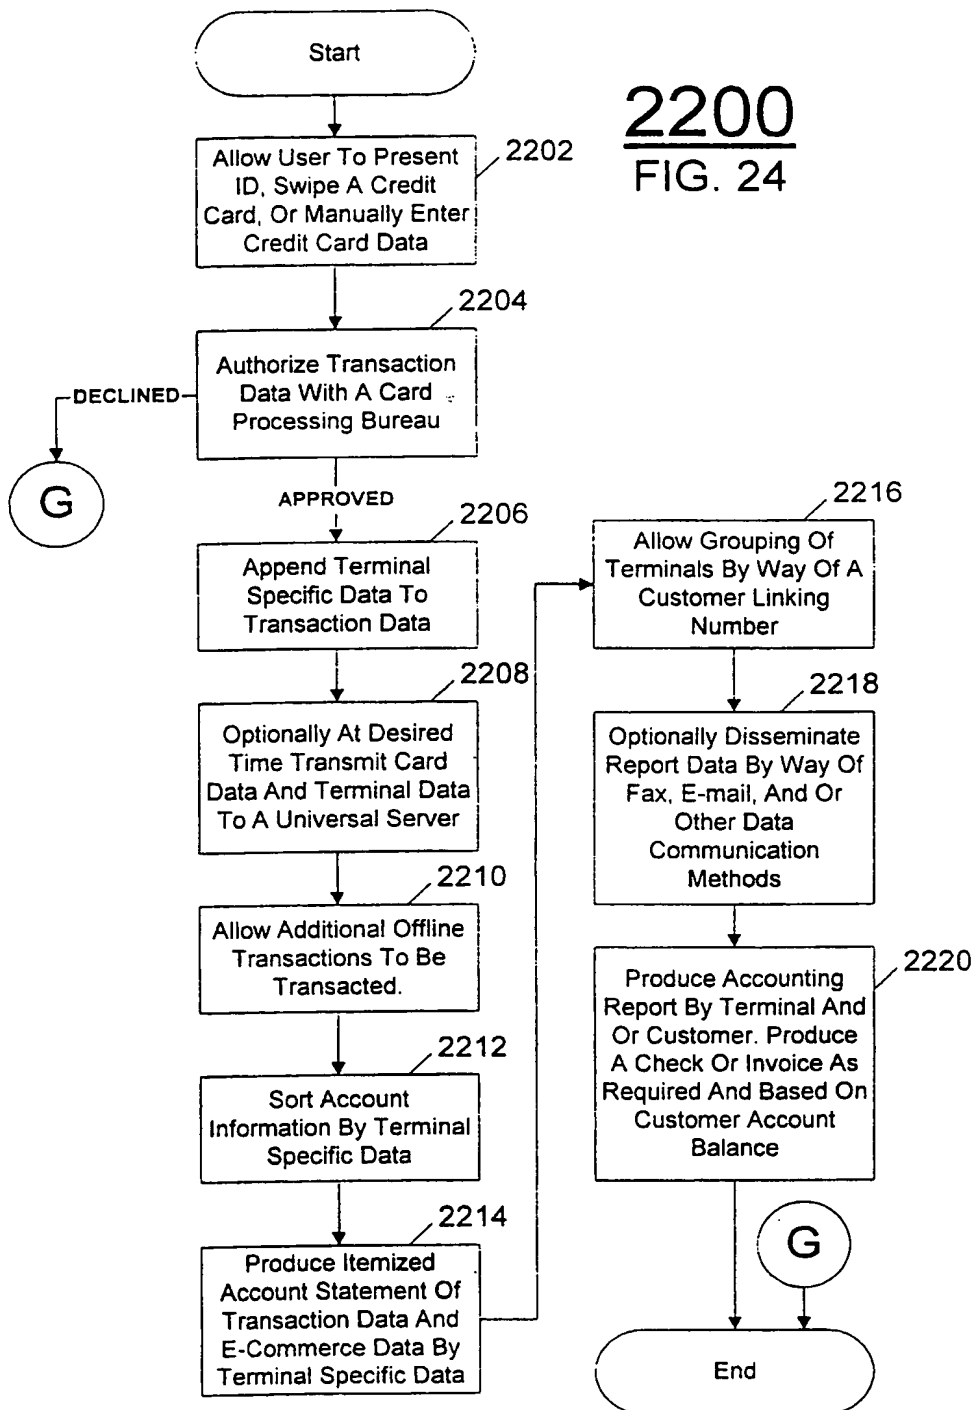 Start
2200
FIG. 24
2202
Allow User To Present
ID, Swipe A Credit
Card, Or Manually Enter
Credit Card Data
2204
Authorize Transaction
Data With A Card
Processing Bureau
DECLINED
G
APPROVED
2206
Append Terminal
Specific Data To
Transaction Data
2208
Optionally At Desired
Time Transmit Card
Data And Terminal Data
To A Universal Server
2210
Allow Additional Offline
Transactions To Be
Transacted.
2212
Sort Account
Information By Terminal
Specific Data
2214
Produce Itemized
Account Statement Of
Transaction Data And
E-Commerce Data By
Terminal Specific Data
2216
Allow Grouping Of
Terminals By Way Of A
Customer Linking
Number
2218
Optionally Disseminate
Report Data By Way Of
Fax, E-mail, And Or
Other Data
Communication
Methods
2220
Produce Accounting
Report By Terminal And
Or Customer. Produce
A Check Or Invoice As
Required And Based On
Customer Account
Balance
G
End